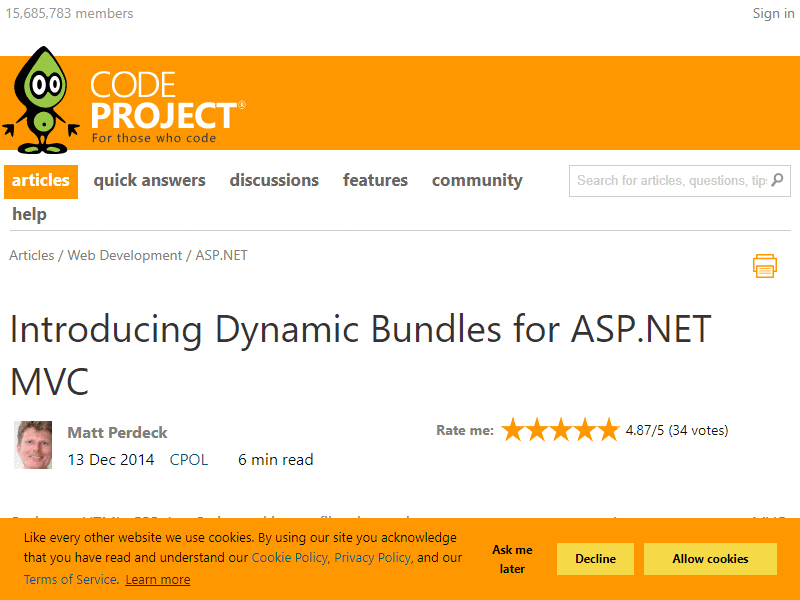 15,685,783 members
Sign in
CODE
PROJECT®
For those who code
articles quick answers discussions features community
Search for articles, questions, tips
help
Articles / Web Development / ASP.NET
Introducing Dynamic Bundles for ASP.NET
MVC
Matt Perdeck
Rate me: 4.87/5 (34 votes)
13 Dec 2014 CPOL 6 min read
Like every other website we use cookies. By using our site you acknowledge
that you have read and understand our Cookie Policy, Privacy Policy, and our
Terms of Service. Learn more
Ask me
later
Decline
Allow cookies